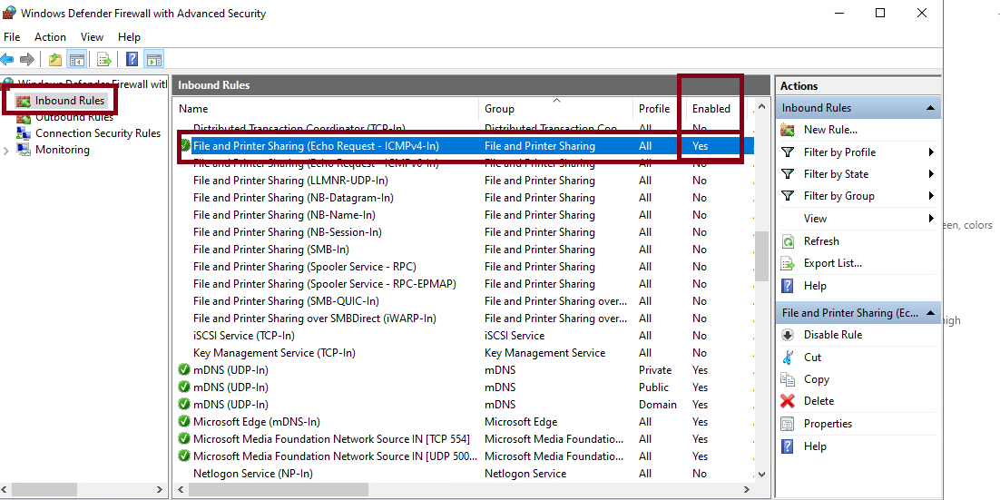 Windows Defender Firewall with Advanced Security
File Action View Help
Windows Defender Firewall with
Inbound Rules
Outbound Rules
Connection Security Rules
Monitoring
Inbound Rules
Name Group Profile Enabled
Distributed Transaction Coordinator (TCP-In) Distributed Transaction Coo... All No
File and Printer Sharing (Echo Request - ICMPv4-In) File and Printer Sharing All Yes
File and Printer Sharing (Echo Request - ICMPv6-In) File and Printer Sharing All No
File and Printer Sharing (LLMNR-UDP-In) File and Printer Sharing All No
File and Printer Sharing (NB-Datagram-In) File and Printer Sharing All No
File and Printer Sharing (NB-Name-In) File and Printer Sharing All No
File and Printer Sharing (NB-Session-In) File and Printer Sharing All No
File and Printer Sharing (SMB-In) File and Printer Sharing All No
File and Printer Sharing (Spooler Service - RPC) File and Printer Sharing All No
File and Printer Sharing (Spooler Service - RPC-EPMAP) File and Printer Sharing All No
File and Printer Sharing (SMB-QUIC-In) File and Printer Sharing over... All No
File and Printer Sharing over SMBDirect (iWARP-In) File and Printer Sharing over... All No
iSCSI Service (TCP-In) iSCSI Service All No
Key Management Service (TCP-In) Key Management Service All No
mDNS (UDP-In) mDNS Private Yes
mDNS (UDP-In) mDNS Public Yes
mDNS (UDP-In) mDNS Domain Yes
Microsoft Edge (mDNS-In) Microsoft Edge All Yes
Microsoft Media Foundation Network Source IN [TCP 554] Microsoft Media Foundatio... All Yes
Microsoft Media Foundation Network Source IN [UDP 500... Microsoft Media Foundatio... All Yes
Netlogon Service (NP-In) Netlogon Service All No
Actions
Inbound Rules
New Rule...
Filter by Profile
Filter by State
Filter by Group
View
Refresh
Export List...
Help
File and Printer Sharing (Ec...
Disable Rule
Cut
Copy
Delete
Properties
Help
een, colors
high